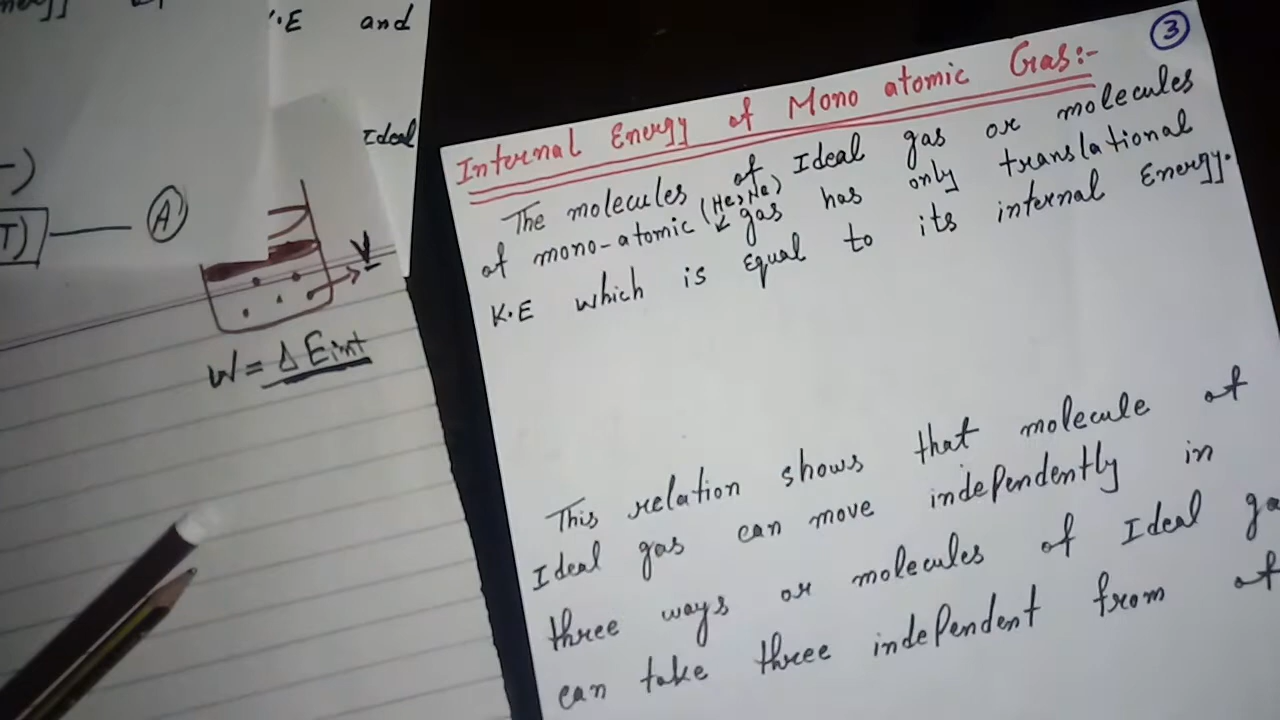 K.E and
Ideal
T)
A
V
W = Δ Eint
3
Internal Energy of Mono atomic Gas:-
The molecules of Ideal gas or molecules
of mono-atomic (He, Ne) gas has only translational
K.E which is equal to its internal Energy.
This relation shows that molecule of
Ideal gas can move independently in
three ways or molecules of Ideal ga
can take three independent from of